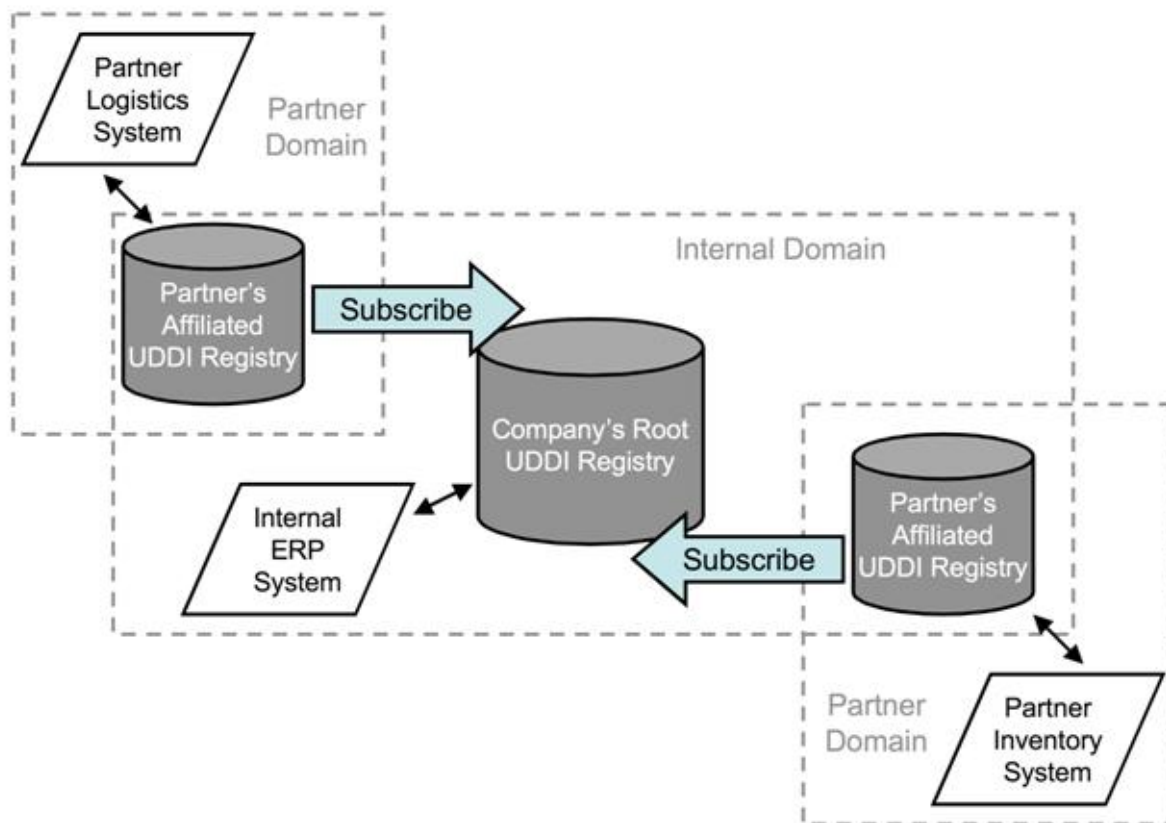 Partner
Logistics
System
Partner
Domain
Internal Domain
Partner's
Affiliated
UDDI Registry
Subscribe
Company's Root
UDDI Registry
Internal
ERP
System
Subscribe
Partner's
Affiliated
UDDI Registry
Partner
Domain
Partner
Inventory
System